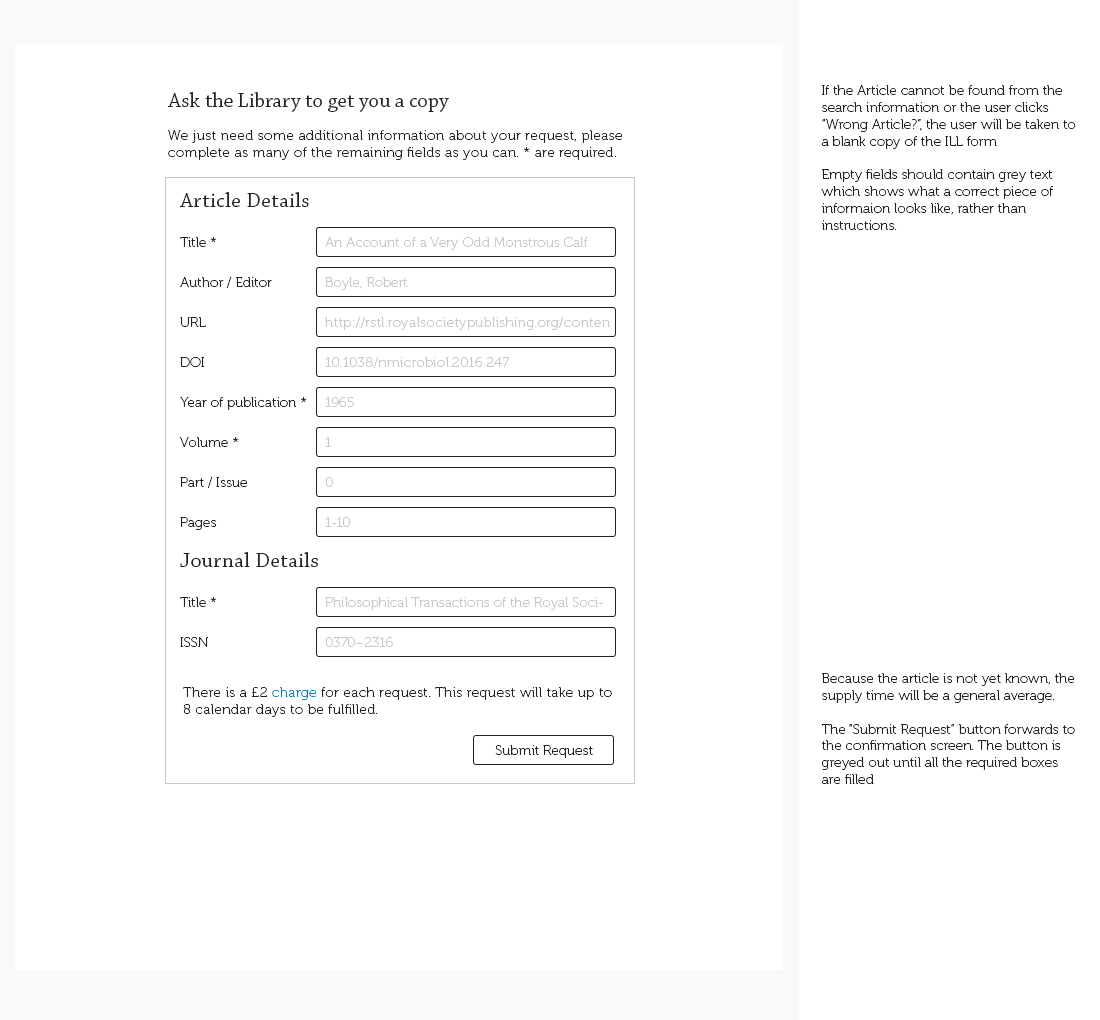 Ask the Library to get you a copy
We just need some additional information about your request, please
complete as many of the remaining fields as you can. * are required.
Article Details
Title * An Account of a Very Odd Monstrous Calf
Author / Editor Boyle, Robert
URL http://rstl.royalsocietypublishing.org/conten
DOI 10.1038/nmicrobiol.2016.247
Year of publication * 1965
Volume * 1
Part / Issue 0
Pages 1-10
Journal Details
Title * Philosophical Transactions of the Royal Soci-
ISSN 0370–2316
There is a £2 charge for each request. This request will take up to
8 calendar days to be fulfilled.
Submit Request
If the Article cannot be found from the
search information or the user clicks
“Wrong Article?”, the user will be taken to
a blank copy of the ILL form
Empty fields should contain grey text
which shows what a correct piece of
informaion looks like, rather than
instructions.
Because the article is not yet known, the
supply time will be a general average.
The “Submit Request” button forwards to
the confirmation screen. The button is
greyed out until all the required boxes
are filled